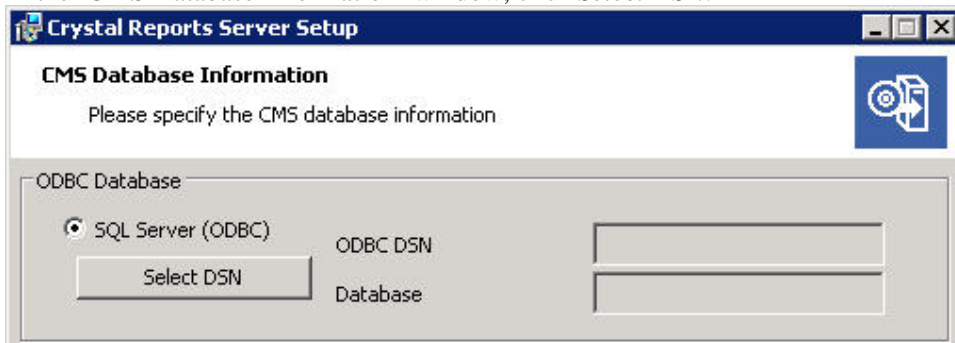 Crystal Reports Server Setup
CMS Database Information
Please specify the CMS database information
ODBC Database
SQL Server (ODBC)
ODBC DSN
Select DSN
Database